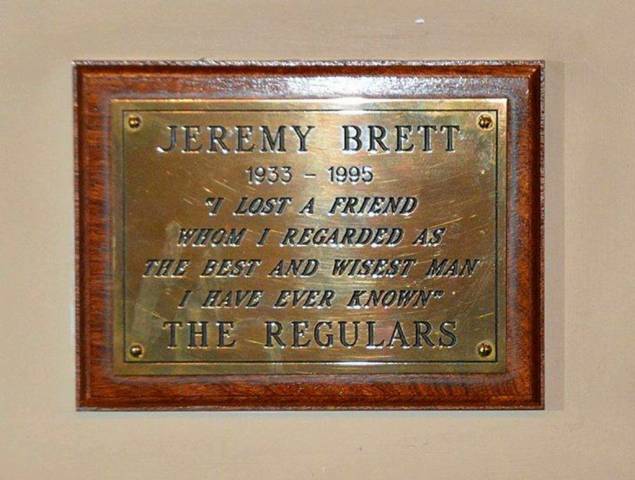 JEREMY BRETT
1933 - 1995
"I LOST A FRIEND
WHOM I REGARDED AS
THE BEST AND WISEST MAN
I HAVE EVER KNOWN"
THE REGULARS